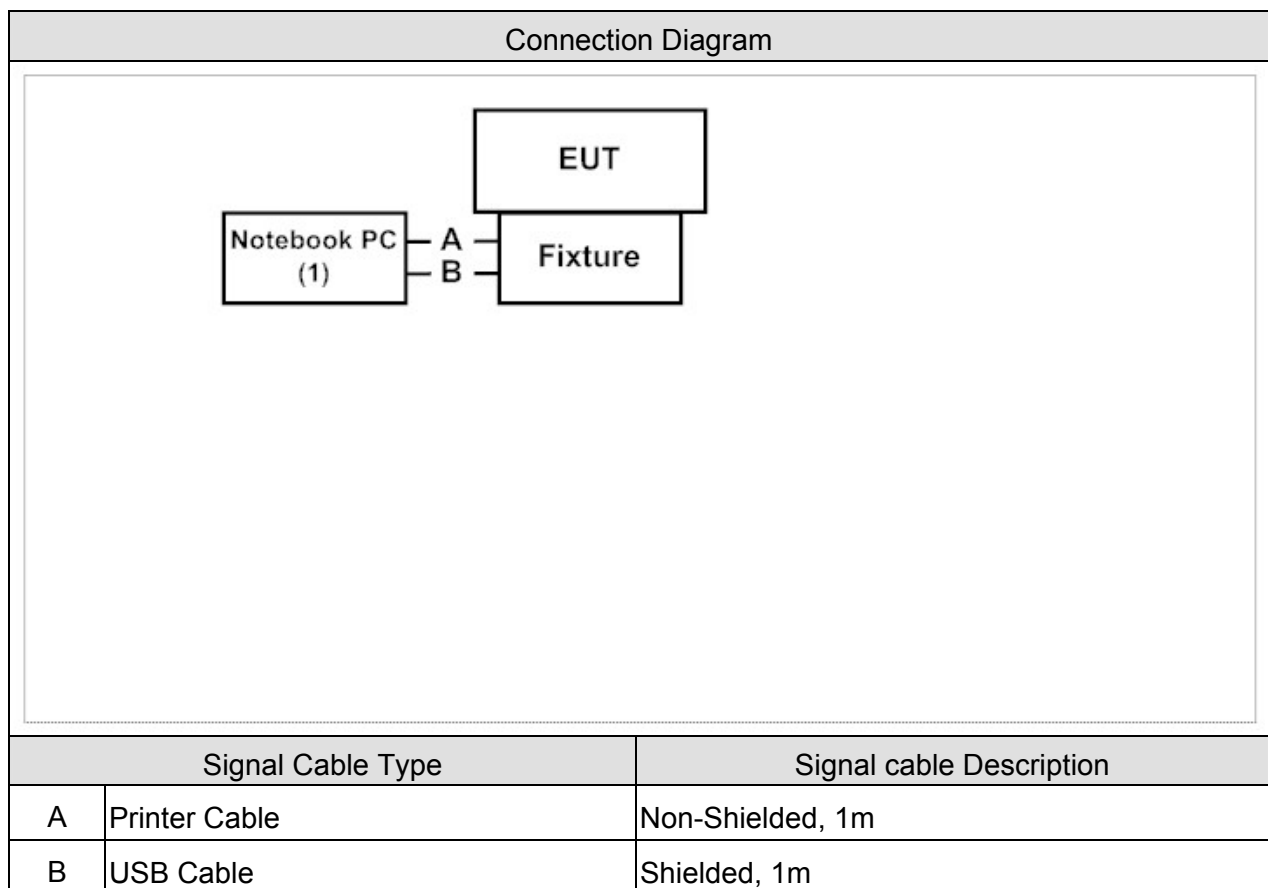 Connection Diagram
EUT
Notebook PC
(1)
A
B
Fixture
Signal Cable Type Signal cable Description
A Printer Cable Non-Shielded, 1m
B USB Cable Shielded, 1m